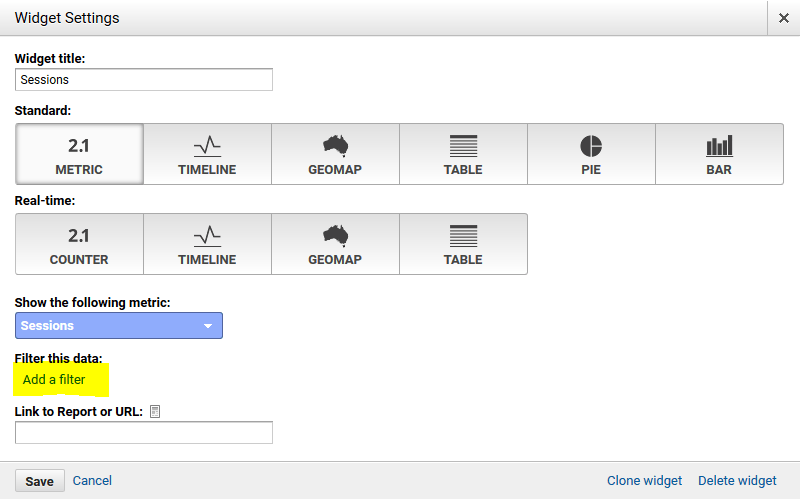 Widget Settings ×
Widget title:
Sessions
Standard:
2.1
METRIC TIMELINE GEOMAP TABLE PIE BAR
Real-time:
2.1
COUNTER TIMELINE GEOMAP TABLE
Show the following metric:
Sessions
Filter this data:
Add a filter
Link to Report or URL:
Save Cancel Clone widget Delete widget